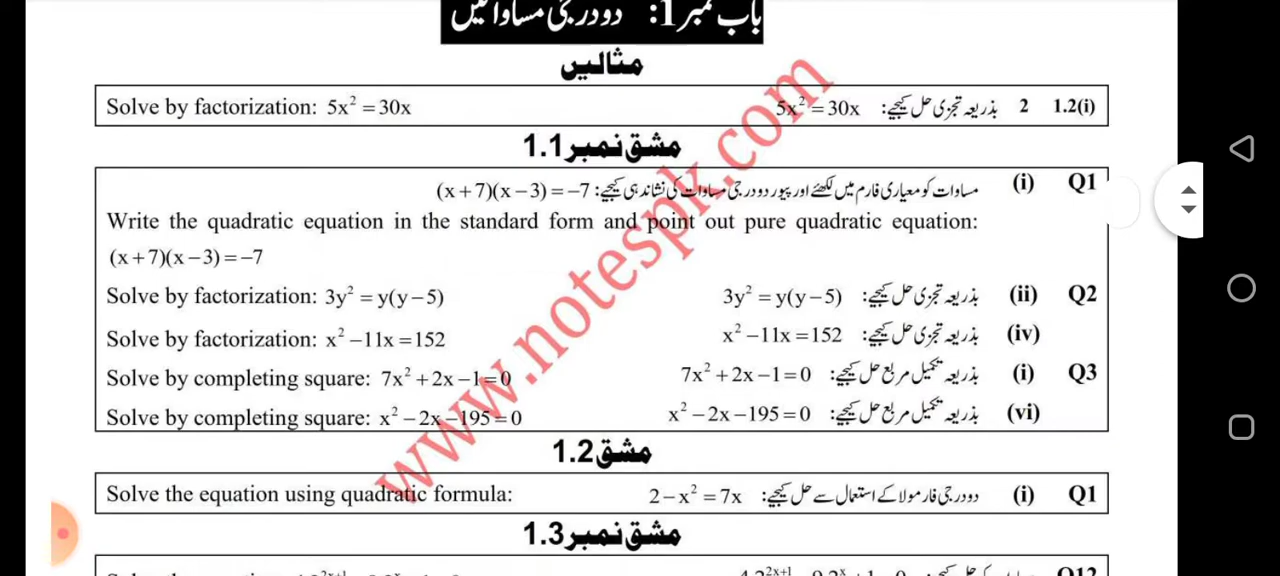 باب نمبر 1: دو درجی مساواتیں
مثالیں
Solve by factorization: 5x² = 30x بذریعہ تجزی حل کیجیے: 5x² = 30x 2 1.2(i)
مشق نمبر 1.1
Q1 (i) مساوات کو معیاری فارم میں لکھئے اور پیور دو درجی مساوات کی نشاندہی کیجیے: (x+7)(x−3) = −7
Write the quadratic equation in the standard form and point out pure quadratic equation:
(x+7)(x−3) = −7
Solve by factorization: 3y² = y(y−5) بذریعہ تجزی حل کیجیے: 3y² = y(y−5) (ii) Q2
Solve by factorization: x² −11x = 152 بذریعہ تجزی حل کیجیے: x² −11x = 152 (iv)
Solve by completing square: 7x² +2x −1 = 0 بذریعہ تکمیل مربع حل کیجیے: 7x² +2x −1 = 0 (i) Q3
Solve by completing square: x² −2x −195 = 0 بذریعہ تکمیل مربع حل کیجیے: x² −2x −195 = 0 (vi)
مشق 1.2
Solve the equation using quadratic formula: دو درجی فارمولا کے استعمال سے حل کیجیے: 2−x² = 7x (i) Q1
مشق نمبر 1.3
Q12
www.notespk.com